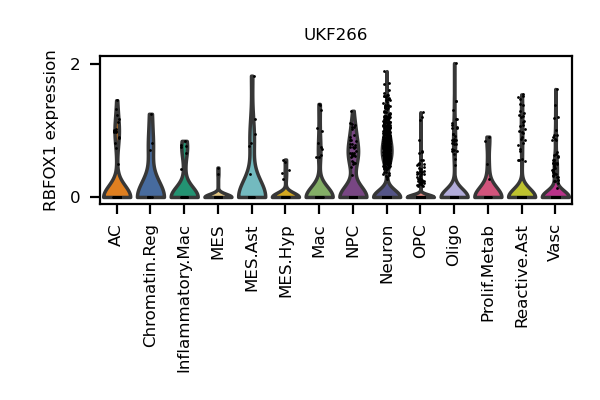 UKF266
RBFOX1 expression
2
0
AC
Chromatin.Reg
Inflammatory.Mac
MES
MES.Ast
MES.Hyp
Mac
NPC
Neuron
OPC
Oligo
Prolif.Metab
Reactive.Ast
Vasc